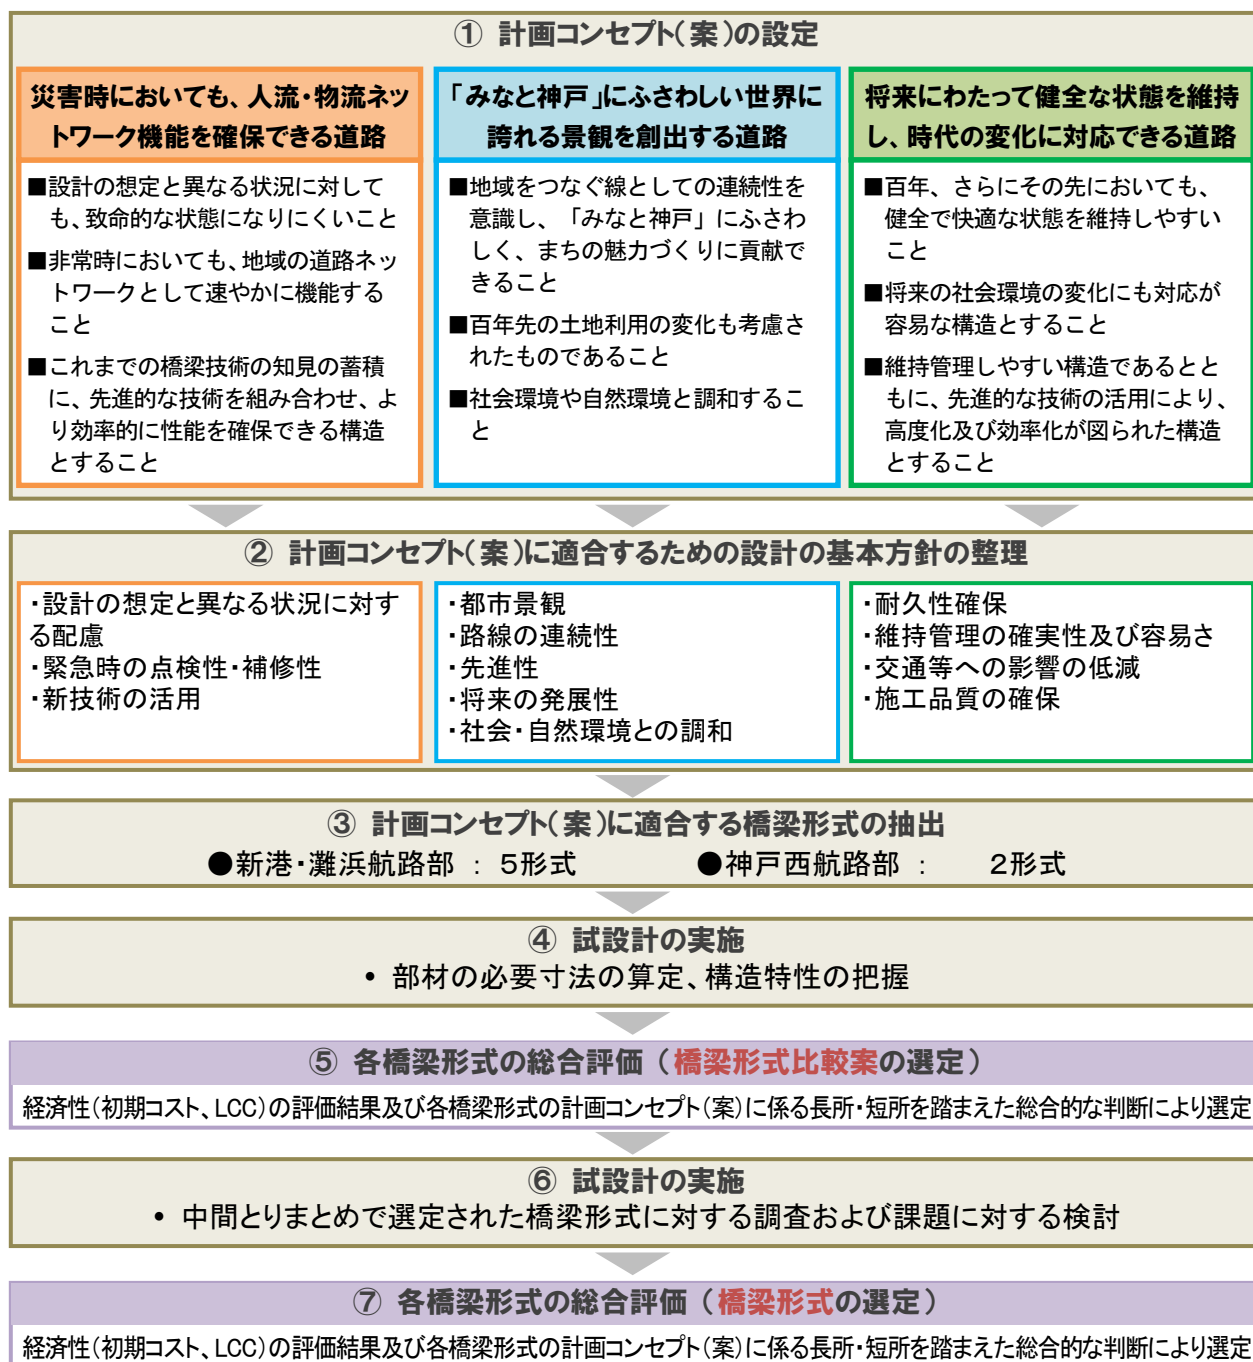 ① 計画コンセプト(案)の設定
災害時においても、人流・物流ネッ
トワーク機能を確保できる道路
■設計の想定と異なる状況に対して
も、致命的な状態になりにくいこと
■非常時においても、地域の道路ネッ
トワークとして速やかに機能する
こと
■これまでの橋梁技術の知見の蓄積
に、先進的な技術を組み合わせ、よ
り効率的に性能を確保できる構造
とすること
「みなと神戸」にふさわしい世界に
誇れる景観を創出する道路
■地域をつなぐ線としての連続性を
意識し、「みなと神戸」にふさわ
しく、まちの魅力づくりに貢献で
きること
■百年先の土地利用の変化も考慮さ
れたものであること
■社会環境や自然環境と調和するこ
と
将来にわたって健全な状態を維持
し、時代の変化に対応できる道路
■百年、さらにその先においても、
健全で快適な状態を維持しやすい
こと
■将来の社会環境の変化にも対応が
容易な構造とすること
■維持管理しやすい構造であるとと
もに、先進的な技術の活用により、
高度化及び効率化が図られた構造
とすること
② 計画コンセプト(案)に適合するための設計の基本方針の整理
・設計の想定と異なる状況に対す
る配慮
・緊急時の点検性・補修性
・新技術の活用
・都市景観
・路線の連続性
・先進性
・将来の発展性
・社会・自然環境との調和
・耐久性確保
・維持管理の確実性及び容易さ
・交通等への影響の低減
・施工品質の確保
③ 計画コンセプト(案)に適合する橋梁形式の抽出
●新港・灘浜航路部 : 5形式 ●神戸西航路部 : 2形式
④ 試設計の実施
• 部材の必要寸法の算定、構造特性の把握
⑤ 各橋梁形式の総合評価(橋梁形式比較案の選定)
経済性(初期コスト、LCC)の評価結果及び各橋梁形式の計画コンセプト(案)に係る長所・短所を踏まえた総合的な判断により選定
⑥ 試設計の実施
• 中間とりまとめで選定された橋梁形式に対する調査および課題に対する検討
⑦ 各橋梁形式の総合評価(橋梁形式の選定)
経済性(初期コスト、LCC)の評価結果及び各橋梁形式の計画コンセプト(案)に係る長所・短所を踏まえた総合的な判断により選定